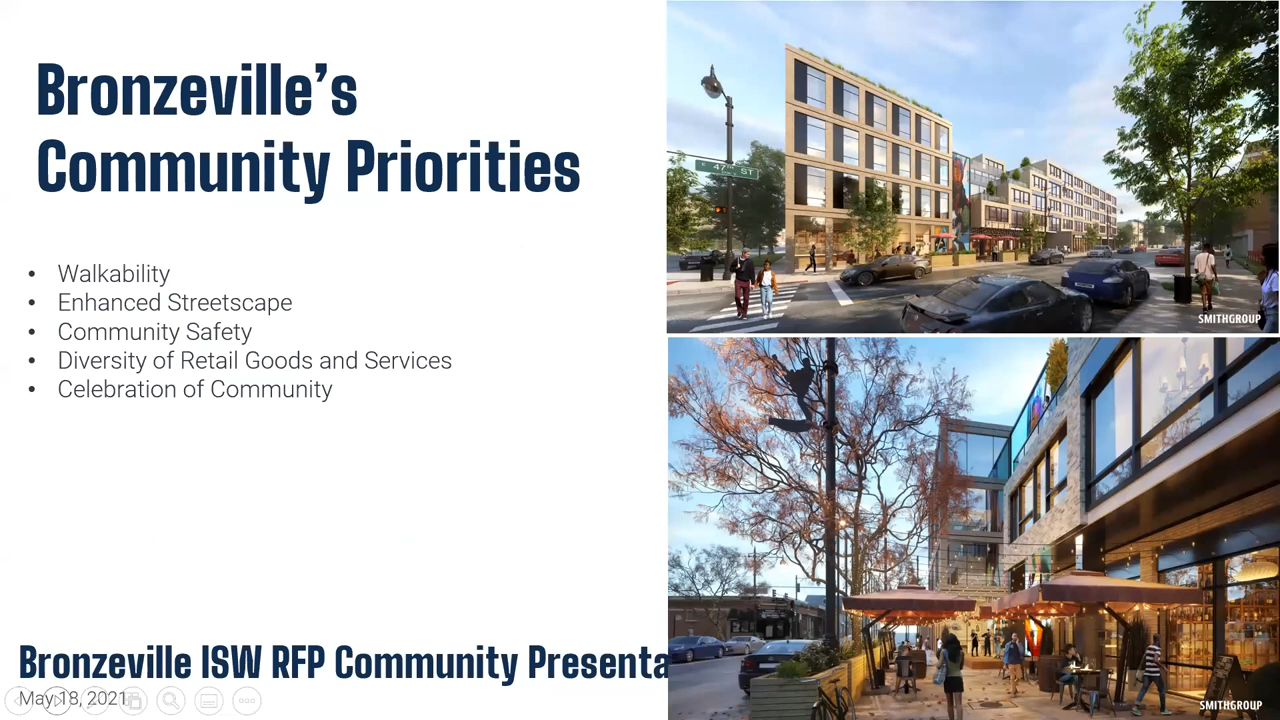 Bronzeville's
Community Priorities
• Walkability
• Enhanced Streetscape
• Community Safety
• Diversity of Retail Goods and Services
• Celebration of Community
Bronzeville ISW RFP Community Presenta
May 18, 2021
E 47TH ST
SMITHGROUP
SMITHGROUP